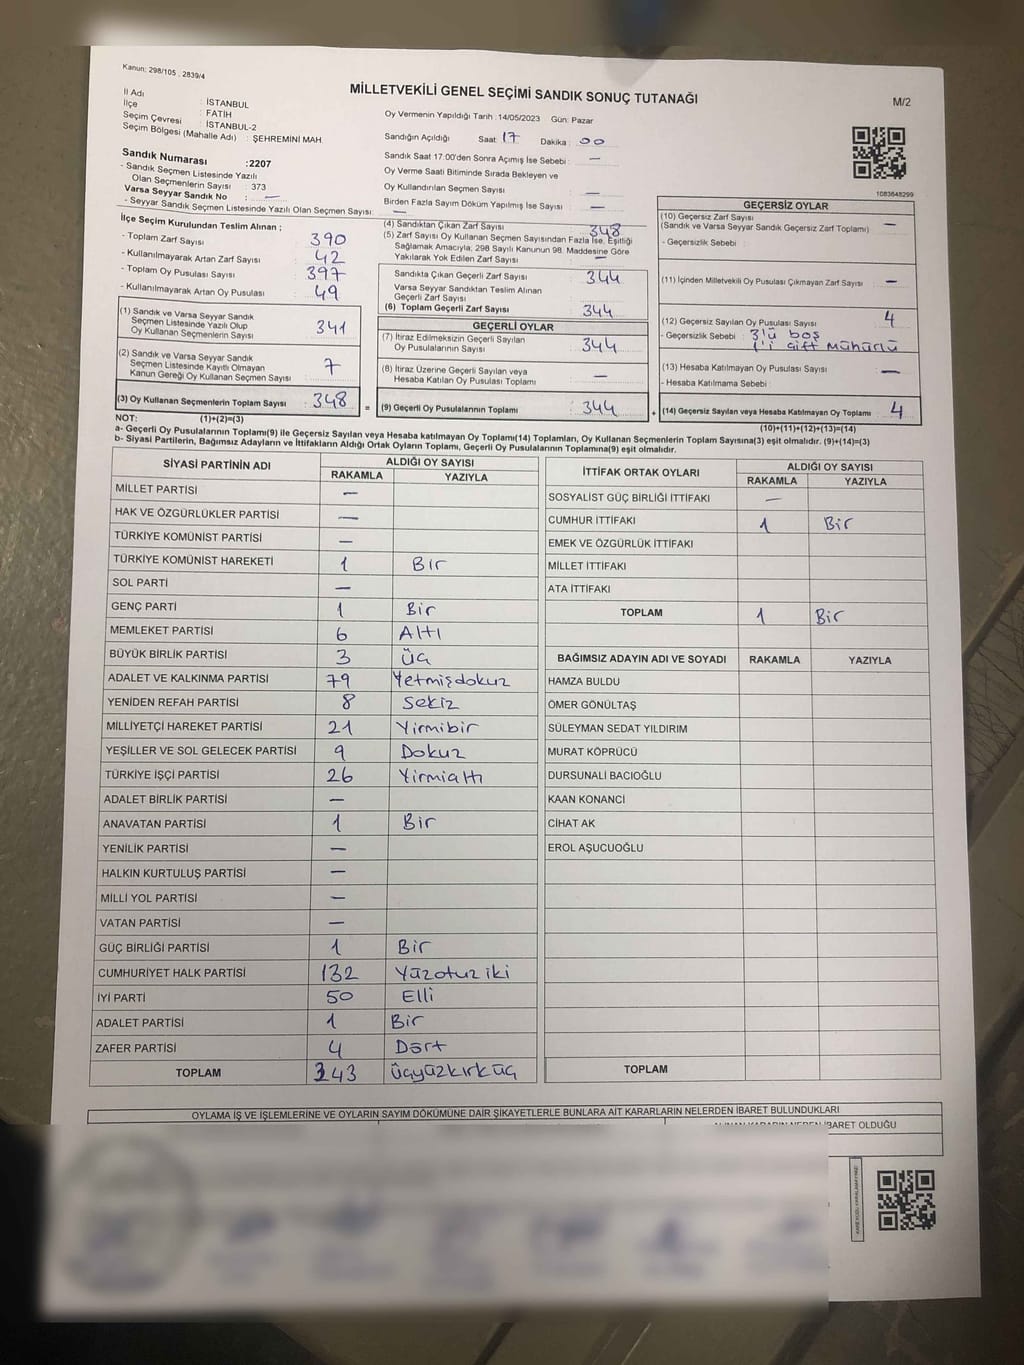 Kanun: 298/105 , 2839/4
MİLLETVEKİLİ GENEL SEÇİMİ SANDIK SONUÇ TUTANAĞI
M/2
İl Adı : İSTANBUL
İlçe : FATİH
Seçim Çevresi : İSTANBUL-2
Seçim Bölgesi (Mahalle Adı) : ŞEHREMİNİ MAH.
Oy Vermenin Yapıldığı Tarih : 14/05/2023 Gün: Pazar
Sandığın Açıldığı Saat: 17 Dakika : 00
Sandık Saat 17:00'den Sonra Açımış İse Sebebi : —
Oy Verme Saati Bitiminde Sırada Bekleyen ve
Oy Kullandırılan Seçmen Sayısı : —
Birden Fazla Sayım Döküm Yapılmış İse Sayısı : —
1083648299
Sandık Numarası : 2207
- Sandık Seçmen Listesinde Yazılı
Olan Seçmenlerin Sayısı : 373
Varsa Seyyar Sandık No : —
- Seyyar Sandık Seçmen Listesinde Yazılı Olan Seçmen Sayısı: —
İlçe Seçim Kurulundan Teslim Alınan ;
- Toplam Zarf Sayısı 390
- Kullanılmayarak Artan Zarf Sayısı 42
- Toplam Oy Pusulası Sayısı 397
- Kullanılmayarak Artan Oy Pusulası 49
(1) Sandık ve Varsa Seyyar Sandık
Seçmen Listesinde Yazılı Olup
Oy Kullanan Seçmenlerin Sayısı 341
(2) Sandık ve Varsa Seyyar Sandık
Seçmen Listesinde Kayıtlı Olmayan
Kanun Gereği Oy Kullanan Seçmen Sayısı 7
(3) Oy Kullanan Seçmenlerin Toplam Sayısı 348
(4) Sandıktan Çıkan Zarf Sayısı 348
(5) Zarf Sayısı Oy Kullanan Seçmen Sayısından Fazla İse, Eşitliği
Sağlamak Amacıyla, 298 Sayılı Kanunun 98. Maddesine Göre
Yakılarak Yok Edilen Zarf Sayısı —
Sandıkta Çıkan Geçerli Zarf Sayısı 344
Varsa Seyyar Sandıktan Teslim Alınan
Geçerli Zarf Sayısı
(6) Toplam Geçerli Zarf Sayısı 344
GEÇERLİ OYLAR
(7) İtiraz Edilmeksizin Geçerli Sayılan
Oy Pusulalarının Sayısı 344
(8) İtiraz Üzerine Geçerli Sayılan veya
Hesaba Katılan Oy Pusulası Toplamı —
= (9) Geçerli Oy Pusulalarının Toplamı 344 +
GEÇERSİZ OYLAR
(10) Geçersiz Zarf Sayısı
(Sandık ve Varsa Seyyar Sandık Geçersiz Zarf Toplamı) —
- Geçersizlik Sebebi :
(11) İçinden Milletvekili Oy Pusulası Çıkmayan Zarf Sayısı —
(12) Geçersiz Sayılan Oy Pusulası Sayısı 4
- Geçersizlik Sebebi : 3'ü boş
1'i çift mühürlü
(13) Hesaba Katılmayan Oy Pusulası Sayısı —
- Hesaba Katılmama Sebebi :
(14) Geçersiz Sayılan veya Hesaba Katılmayan Oy Toplamı 4
NOT: (1)+(2)=(3)
(10)+(11)+(12)+(13)=(14)
a- Geçerli Oy Pusulalarının Toplamı(9) ile Geçersiz Sayılan veya Hesaba katılmayan Oy Toplamı(14) Toplamları, Oy Kullanan Seçmenlerin Toplam Sayısına(3) eşit olmalıdır. (9)+(14)=(3)
b- Siyasi Partilerin, Bağımsız Adayların ve İttifakların Aldığı Ortak Oyların Toplamı, Geçerli Oy Pusulalarının Toplamına(9) eşit olmalıdır.
SİYASİ PARTİNİN ADI ALDIĞI OY SAYISI
RAKAMLA YAZIYLA
MİLLET PARTİSİ —
HAK VE ÖZGÜRLÜKLER PARTİSİ —
TÜRKİYE KOMÜNİST PARTİSİ —
TÜRKİYE KOMÜNİST HAREKETİ 1 Bir
SOL PARTİ —
GENÇ PARTİ 1 Bir
MEMLEKET PARTİSİ 6 Altı
BÜYÜK BİRLİK PARTİSİ 3 Üç
ADALET VE KALKINMA PARTİSİ 79 Yetmişdokuz
YENİDEN REFAH PARTİSİ 8 Sekiz
MİLLİYETÇİ HAREKET PARTİSİ 21 Yirmibir
YEŞİLLER VE SOL GELECEK PARTİSİ 9 Dokuz
TÜRKİYE İŞÇİ PARTİSİ 26 Yirmialtı
ADALET BİRLİK PARTİSİ —
ANAVATAN PARTİSİ 1 Bir
YENİLİK PARTİSİ —
HALKIN KURTULUŞ PARTİSİ —
MİLLİ YOL PARTİSİ —
VATAN PARTİSİ —
GÜÇ BİRLİĞİ PARTİSİ 1 Bir
CUMHURİYET HALK PARTİSİ 132 Yüzotuziki
İYİ PARTİ 50 Elli
ADALET PARTİSİ 1 Bir
ZAFER PARTİSİ 4 Dört
TOPLAM 343 Üçyüzkırküç
İTTİFAK ORTAK OYLARI ALDIĞI OY SAYISI
RAKAMLA YAZIYLA
SOSYALİST GÜÇ BİRLİĞİ İTTİFAKI —
CUMHUR İTTİFAKI 1 Bir
EMEK VE ÖZGÜRLÜK İTTİFAKI
MİLLET İTTİFAKI
ATA İTTİFAKI
TOPLAM 1 Bir
BAĞIMSIZ ADAYIN ADI VE SOYADI RAKAMLA YAZIYLA
HAMZA BULDU
ÖMER GÖNÜLTAŞ
SÜLEYMAN SEDAT YILDIRIM
MURAT KÖPRÜCÜ
DURSUNALİ BACIOĞLU
KAAN KONANCİ
CİHAT AK
EROL AŞUCUOĞLU
TOPLAM
OYLAMA İŞ VE İŞLEMLERİNE VE OYLARIN SAYIM DÖKÜMÜNE DAİR ŞİKAYETLERLE BUNLARA AİT KARARLARIN NELERDEN İBARET BULUNDUKLARI
İBARET OLDUĞU